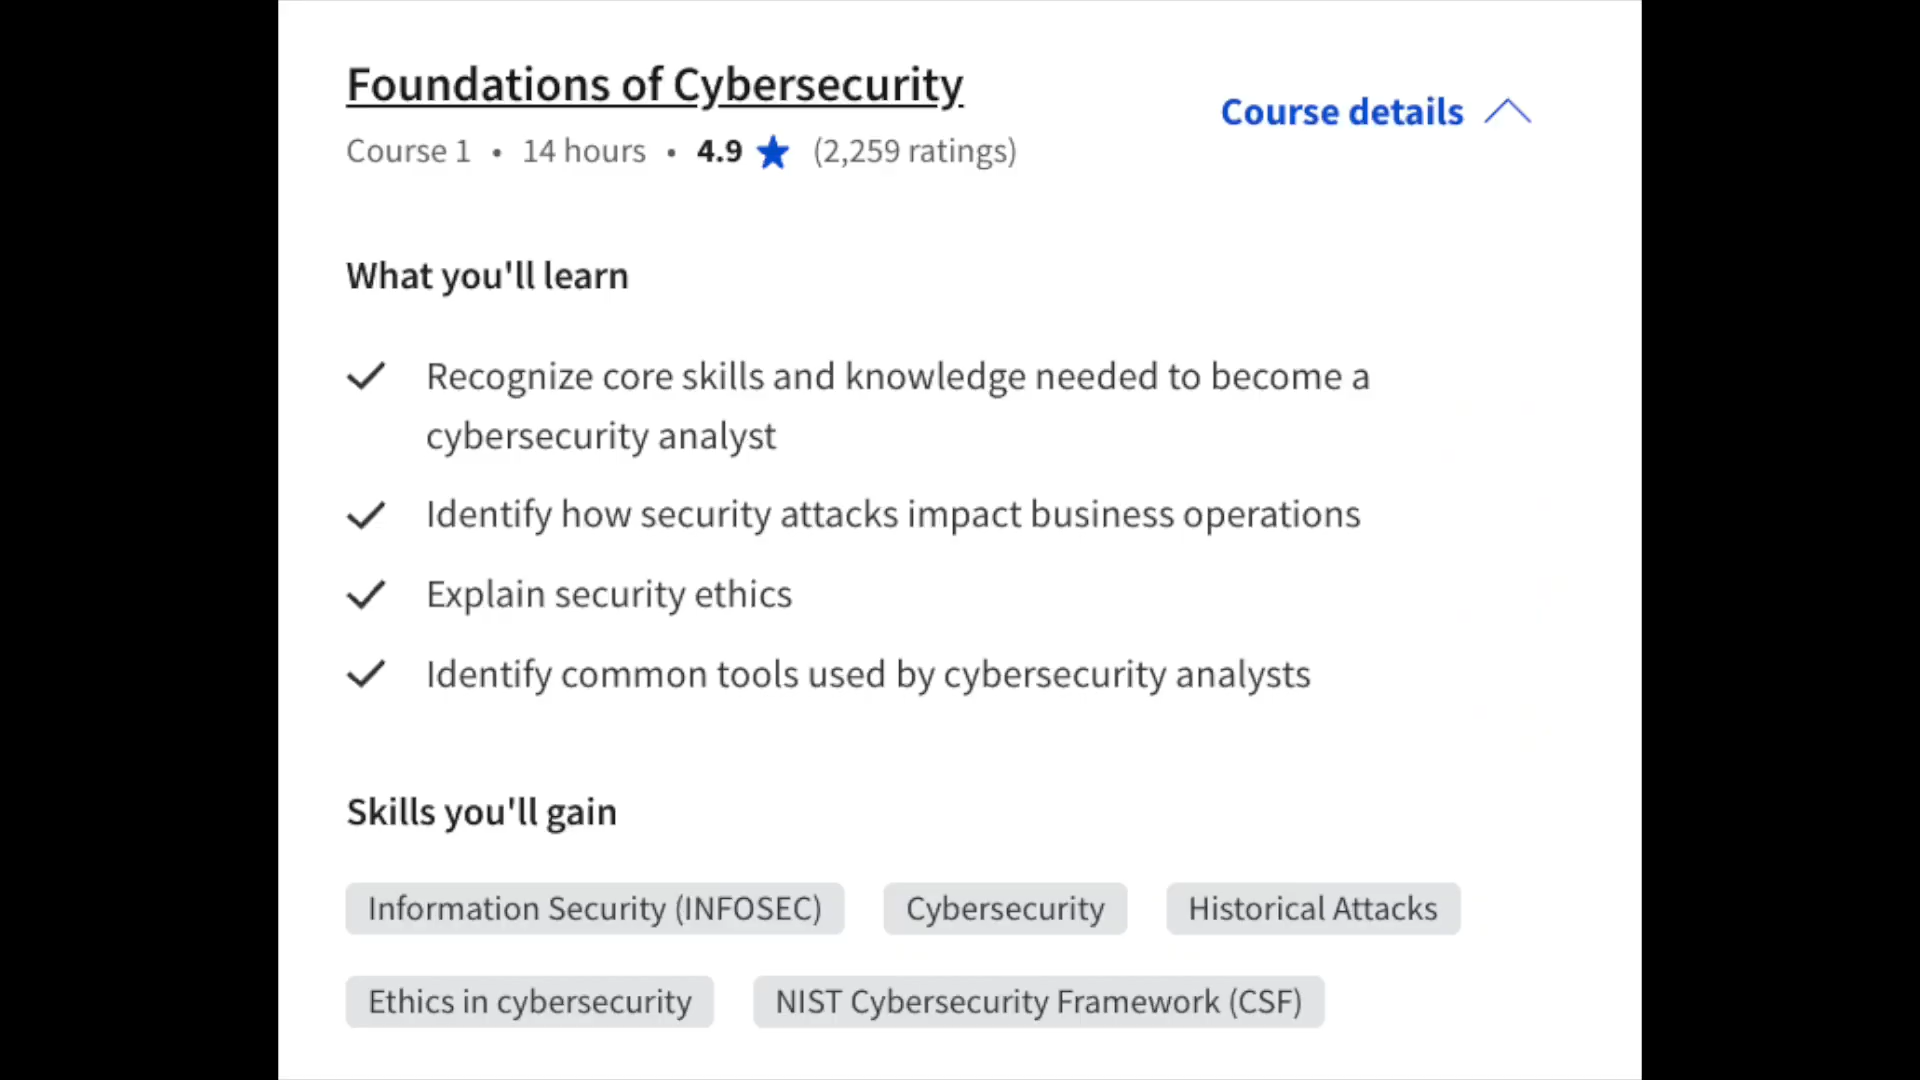 Foundations of Cybersecurity
Course details
Course 1 • 14 hours • 4.9 ★ (2,259 ratings)
What you'll learn
Recognize core skills and knowledge needed to become a
cybersecurity analyst
Identify how security attacks impact business operations
Explain security ethics
Identify common tools used by cybersecurity analysts
Skills you'll gain
Information Security (INFOSEC) Cybersecurity Historical Attacks
Ethics in cybersecurity NIST Cybersecurity Framework (CSF)